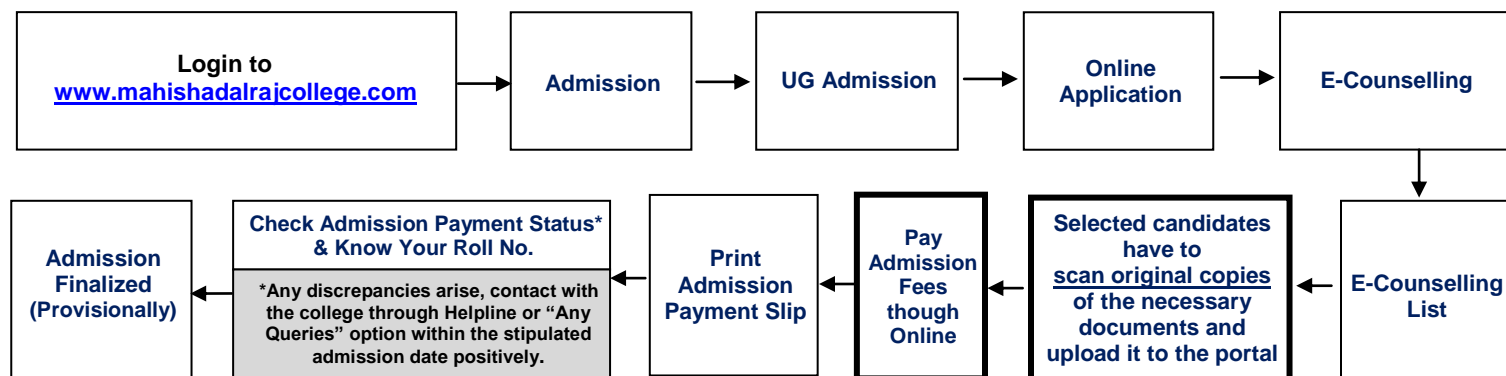 Login to
www.mahishadalrajcollege.com
Admission
UG Admission
Online
Application
E-Counselling
E-Counselling
List
Selected candidates
have to
scan original copies
of the necessary
documents and
upload it to the portal
Pay
Admission
Fees
though
Online
Print
Admission
Payment Slip
Check Admission Payment Status*
& Know Your Roll No.
*Any discrepancies arise, contact with
the college through Helpline or “Any
Queries” option within the stipulated
admission date positively.
Admission
Finalized
(Provisionally)